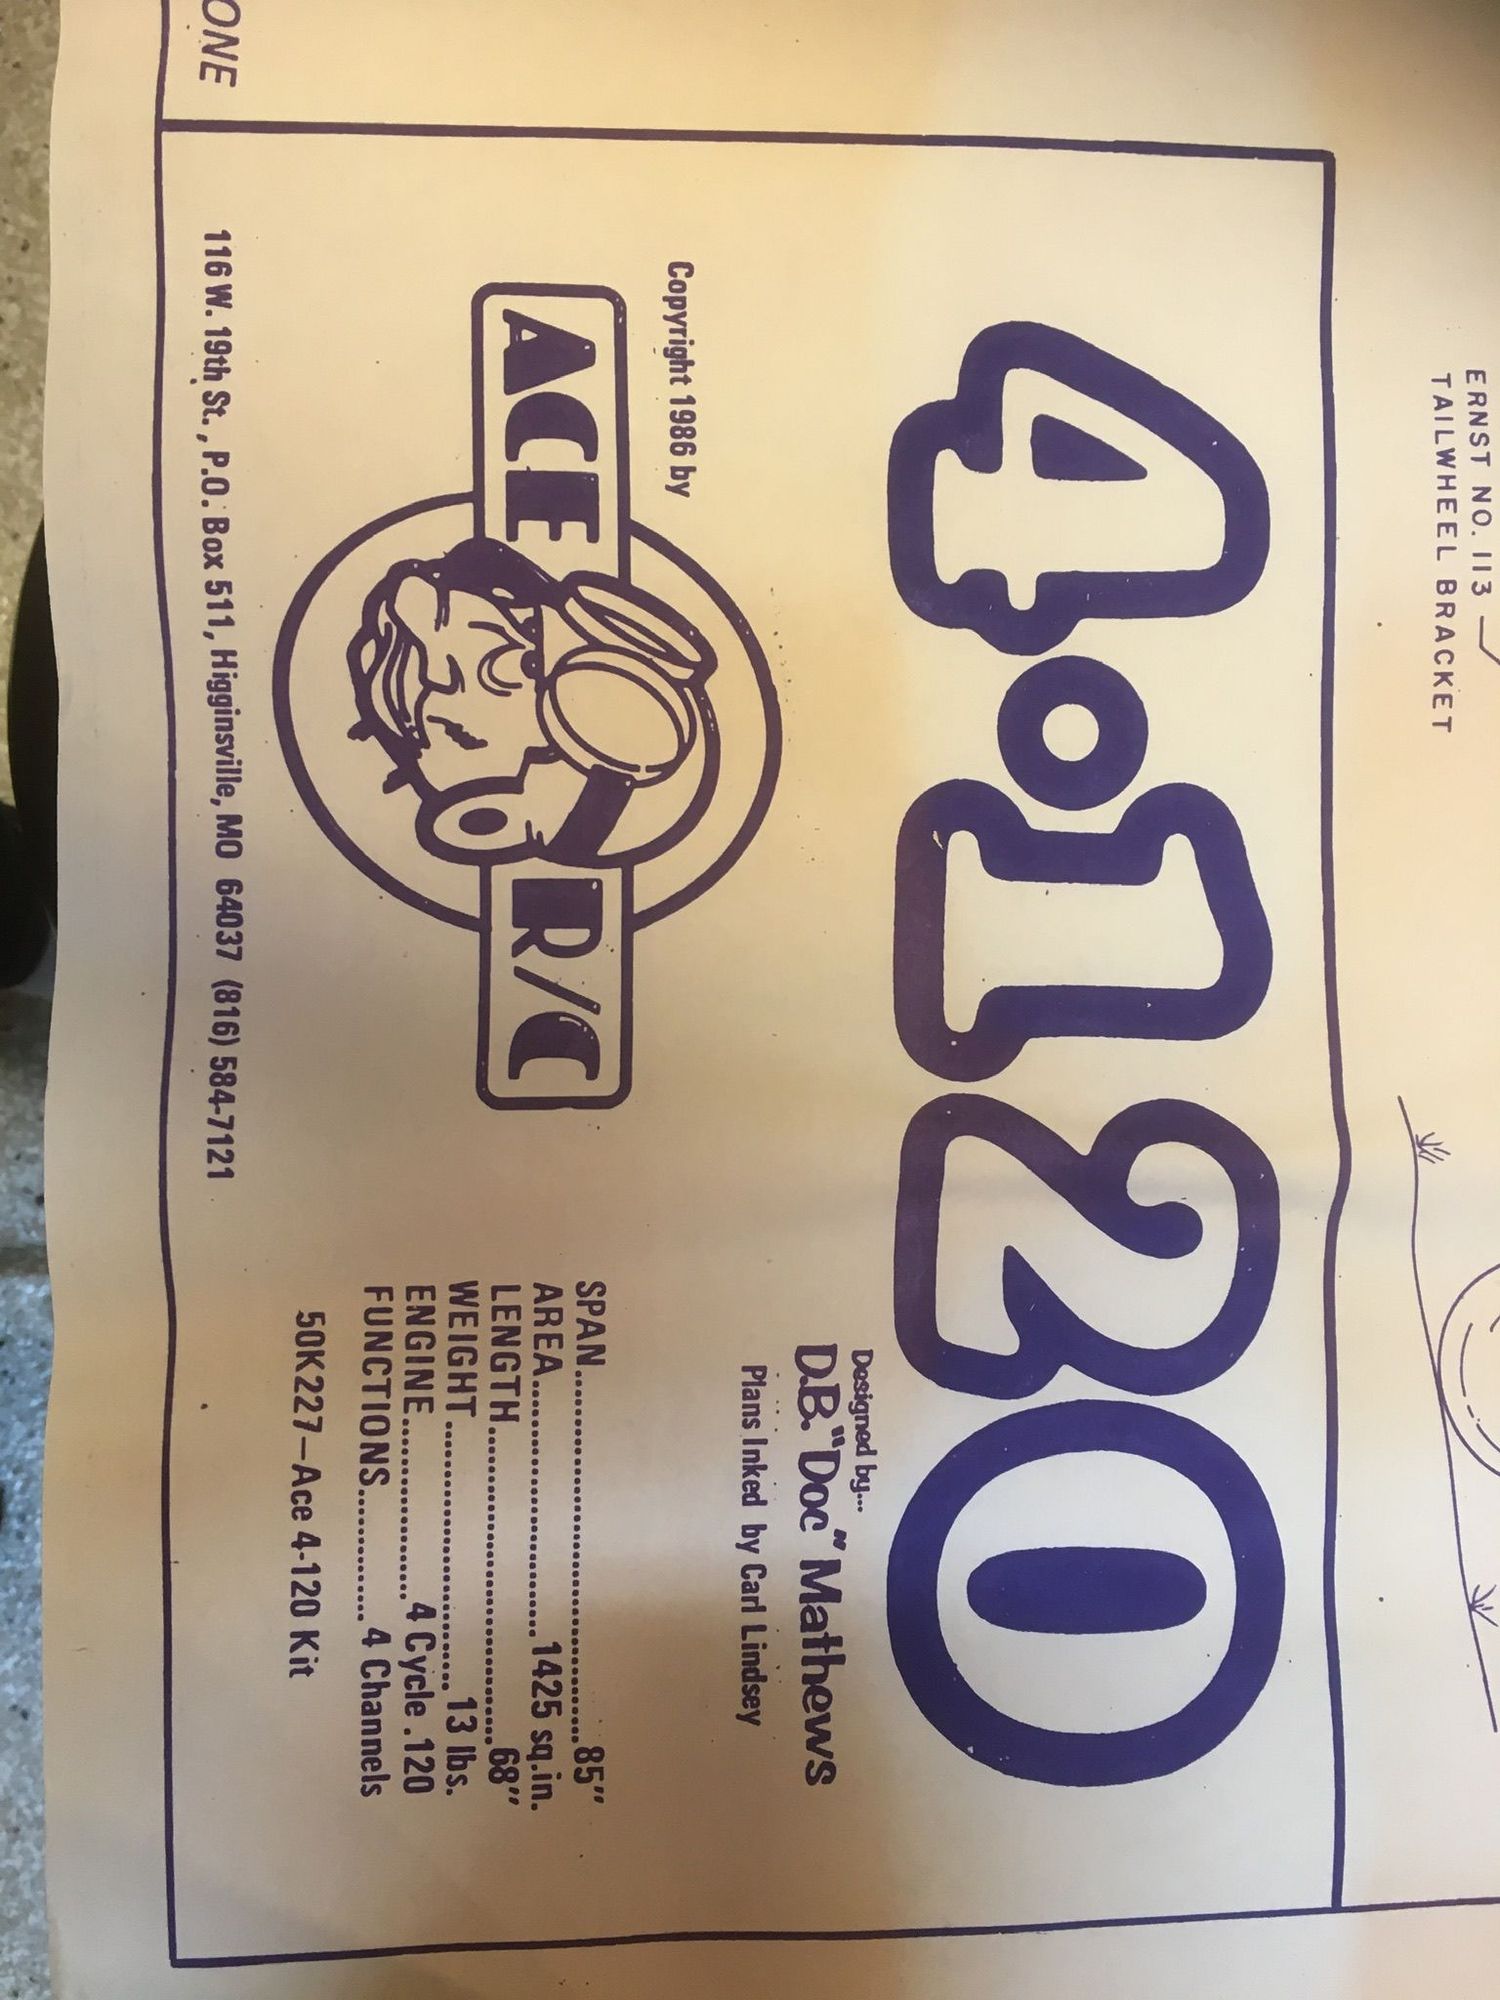 ERNST NO. 113
TAILWHEEL BRACKET
4•120
Designed by...
D.B. "Doc" Mathews
Plans Inked by Carl Lindsey
Copyright 1986 by
ACE R/C
SPAN....................................85"
AREA........................1425 sq.in.
LENGTH..............................68"
WEIGHT.........................13 lbs.
ENGINE.................4 Cycle .120
FUNCTIONS............4 Channels
50K227—Ace 4-120 Kit
116 W. 19th St., P.O. Box 511, Higginsville, MO 64037 (816) 584-7121
ONE